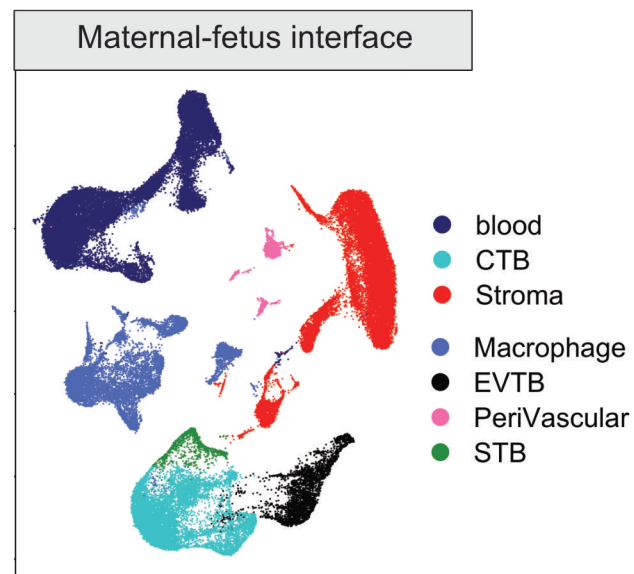 Maternal-fetus interface
blood
CTB
Stroma
Macrophage
EVTB
PeriVascular
STB